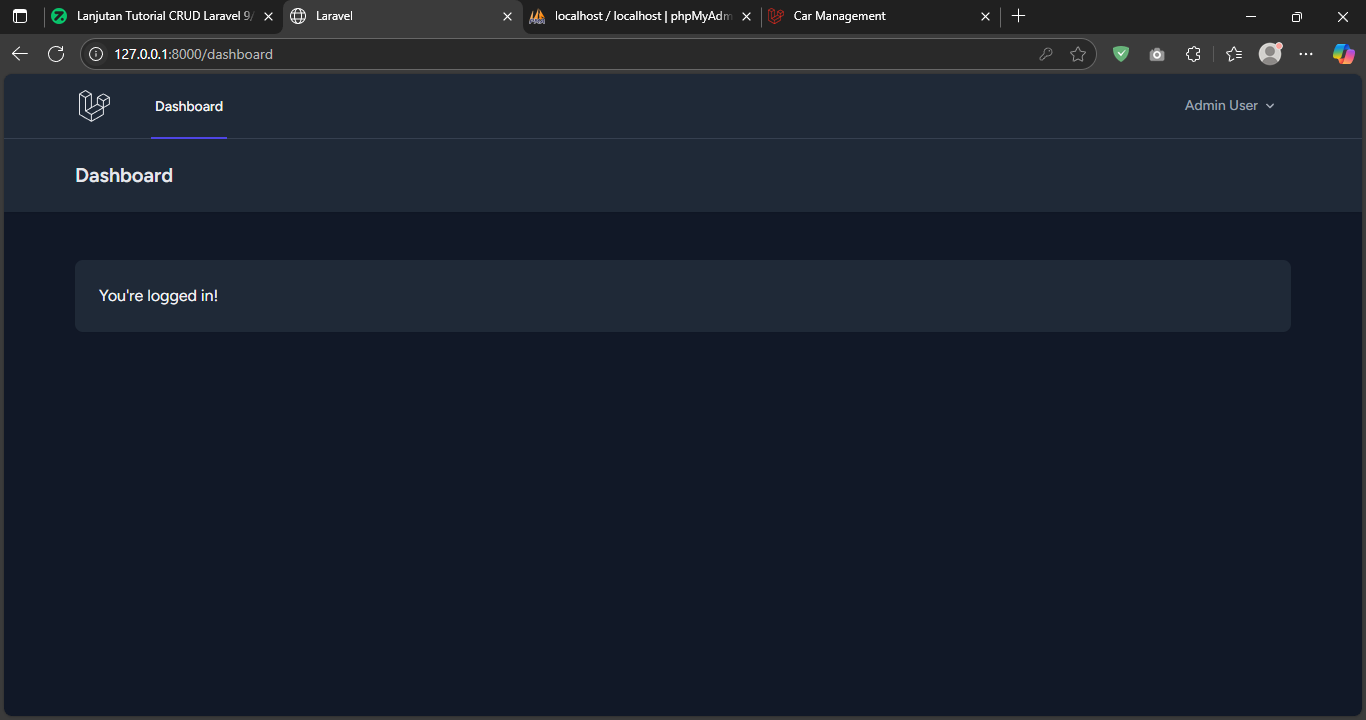 Lanjutan Tutorial CRUD Laravel 9/
Laravel
localhost / localhost | phpMyAdm
Car Management
127.0.0.1:8000/dashboard
Dashboard
Admin User
Dashboard
You're logged in!